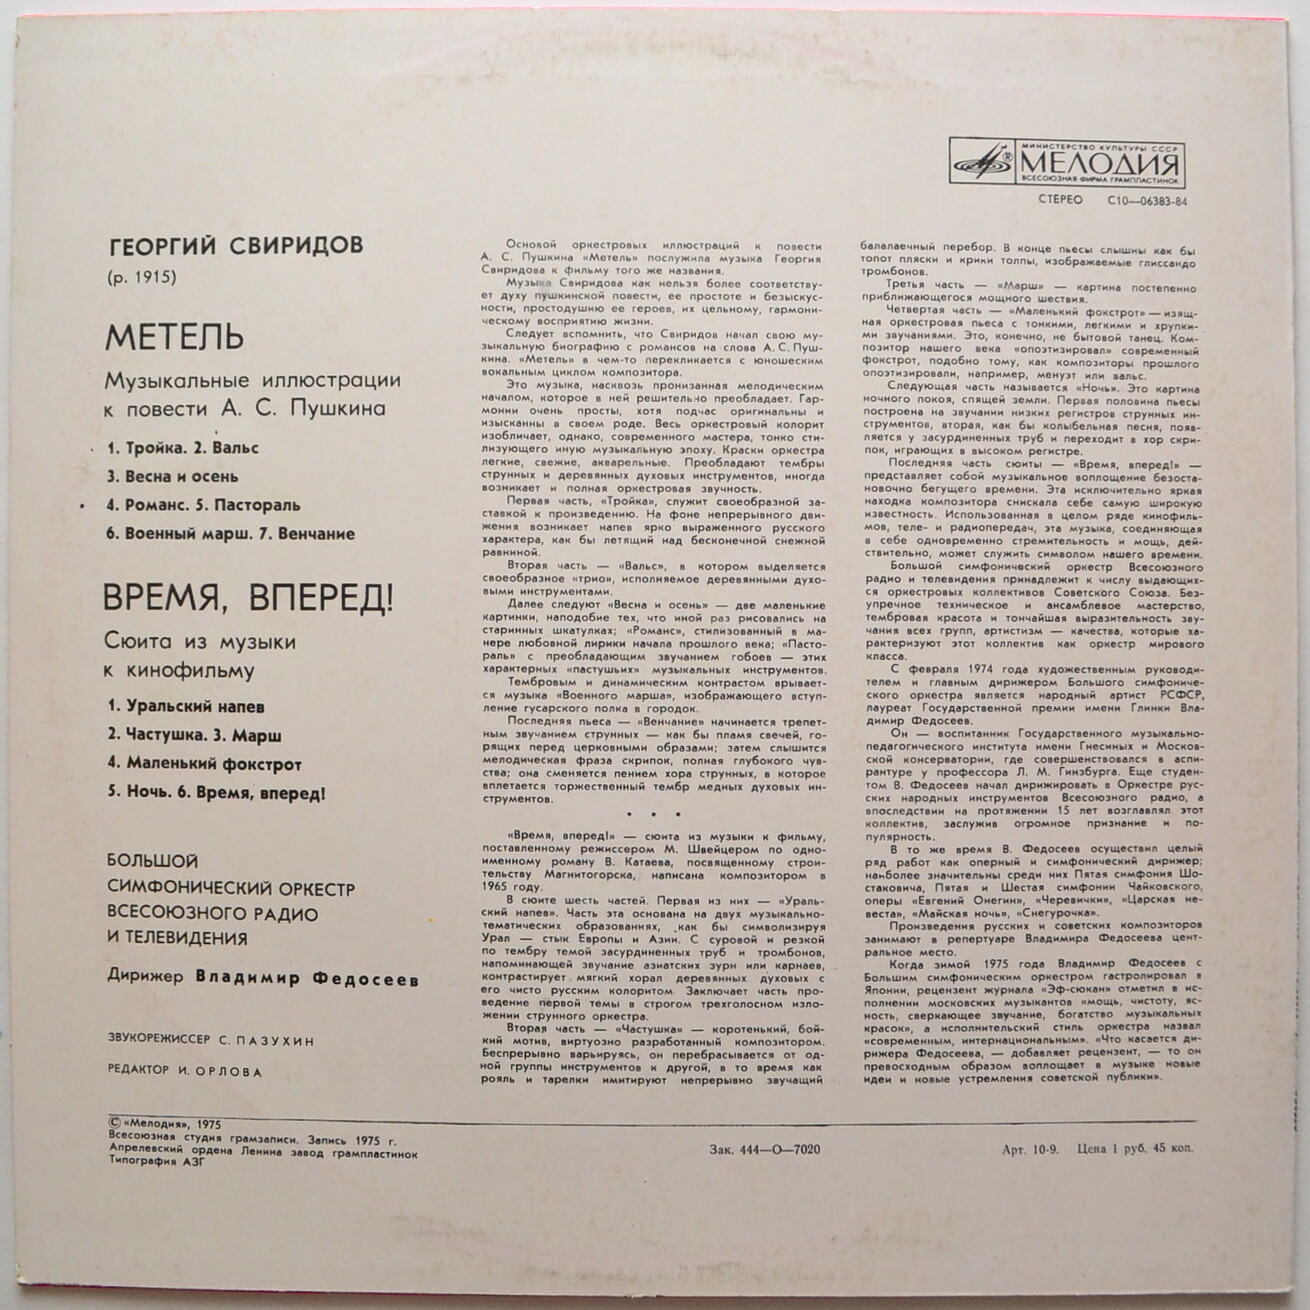 МИНИСТЕРСТВО КУЛЬТУРЫ СССР
МЕЛОДИЯ
ВСЕСОЮЗНАЯ ФИРМА ГРАМПЛАСТИНОК
СТЕРЕО С10—06383-84
ГЕОРГИЙ СВИРИДОВ
(р. 1915)
МЕТЕЛЬ
Музыкальные иллюстрации
к повести А. С. Пушкина
1. Тройка. 2. Вальс
3. Весна и осень
4. Романс. 5. Пастораль
6. Военный марш. 7. Венчание
ВРЕМЯ, ВПЕРЕД!
Сюита из музыки
к кинофильму
1. Уральский напев
2. Частушка. 3. Марш
4. Маленький фокстрот
5. Ночь. 6. Время, вперед!
БОЛЬШОЙ
СИМФОНИЧЕСКИЙ ОРКЕСТР
ВСЕСОЮЗНОГО РАДИО
И ТЕЛЕВИДЕНИЯ
Дирижер Владимир Федосеев
ЗВУКОРЕЖИССЕР С. ПАЗУХИН
РЕДАКТОР И. ОРЛОВА
Основой оркестровых иллюстраций к повести
А. С. Пушкина «Метель» послужила музыка Георгия
Свиридова к фильму того же названия.
Музыка Свиридова как нельзя более соответству-
ет духу пушкинской повести, ее простоте и безыскус-
ности, простодушию ее героев, их цельному, гармони-
ческому восприятию жизни.
Следует вспомнить, что Свиридов начал свою му-
зыкальную биографию с романсов на слова А. С. Пуш-
кина. «Метель» в чем-то перекликается с юношеским
вокальным циклом композитора.
Это музыка, насквозь пронизанная мелодическим
началом, которое в ней решительно преобладает. Гар-
монии очень просты, хотя подчас оригинальны и
изысканны в своем роде. Весь оркестровый колорит
изобличает, однако, современного мастера, тонко сти-
лизующего иную музыкальную эпоху. Краски оркестра
легкие, свежие, акварельные. Преобладают тембры
струнных и деревянных духовых инструментов, иногда
возникает и полная оркестровая звучность.
Первая часть, «Тройка», служит своеобразной за-
ставкой к произведению. На фоне непрерывного дви-
жения возникает напев ярко выраженного русского
характера, как бы летящий над бесконечной снежной
равниной.
Вторая часть — «Вальс», в котором выделяется
своеобразное «трио», исполняемое деревянными духо-
выми инструментами.
Далее следуют «Весна и осень» — две маленькие
картинки, наподобие тех, что иной раз рисовались на
старинных шкатулках; «Романс», стилизованный в ма-
нере любовной лирики начала прошлого века; «Пасто-
раль» с преобладающим звучанием гобоев — этих
характерных «пастушьих» музыкальных инструментов.
Тембровым и динамическим контрастом врывает-
ся музыка «Военного марша», изображающего вступ-
ление гусарского полка в городок.
Последняя пьеса — «Венчание» начинается трепет-
ным звучанием струнных — как бы пламя свечей, го-
рящих перед церковными образами; затем слышится
мелодическая фраза скрипок, полная глубокого чув-
ства; она сменяется пением хора струнных, в которое
вплетается торжественный тембр медных духовых ин-
струментов.
• • •
«Время, вперед!» — сюита из музыки к фильму,
поставленному режиссером М. Швейцером по одно-
именному роману В. Катаева, посвященному строи-
тельству Магнитогорска, написана композитором в
1965 году.
В сюите шесть частей. Первая из них — «Ураль-
ский напев». Часть эта основана на двух музыкально-
тематических образованиях, как бы символизируя
Урал — стык Европы и Азии. С суровой и резкой
по тембру темой засурдиненных труб и тромбонов,
напоминающей звучание азиатских зурн или карнаев,
контрастирует мягкий хорал деревянных духовых с
его чисто русским колоритом. Заключает часть про-
ведение первой темы в строгом трехголосном изло-
жении струнного оркестра.
Вторая часть — «Частушка» — коротенький, бой-
кий мотив, виртуозно разработанный композитором.
Беспрерывно варьируясь, он перебрасывается от од-
ной группы инструментов к другой, в то время как
рояль и тарелки имитируют непрерывно звучащий
балалаечный перебор. В конце пьесы слышны как бы
топот пляски и крики толпы, изображаемые глиссандо
тромбонов.
Третья часть — «Марш» — картина постепенно
приближающегося мощного шествия.
Четвертая часть — «Маленький фокстрот» — изящ-
ная оркестровая пьеса с тонкими, легкими и хрупки-
ми звучаниями. Это, конечно, не бытовой танец. Ком-
позитор нашего века «опоэтизировал» современный
фокстрот, подобно тому, как композиторы прошлого
опоэтизировали, например, менуэт или вальс.
Следующая часть называется «Ночь». Это картина
ночного покоя, спящей земли. Первая половина пьесы
построена на звучании низких регистров струнных ин-
струментов, вторая, как бы колыбельная песня, появ-
ляется у засурдиненных труб и переходит в хор скри-
пок, играющих в высоком регистре.
Последняя часть сюиты — «Время, вперед!» —
представляет собой музыкальное воплощение безоста-
новочно бегущего времени. Эта исключительно яркая
находка композитора снискала себе самую широкую
известность. Использованная в целом ряде кинофиль-
мов, теле- и радиопередач, эта музыка, соединяющая
в себе одновременно стремительность и мощь, дей-
ствительно, может служить символом нашего времени.
Большой симфонический оркестр Всесоюзного
радио и телевидения принадлежит к числу выдающих-
ся оркестровых коллективов Советского Союза. Без-
упречное техническое и ансамблевое мастерство,
тембровая красота и тончайшая выразительность зву-
чания всех групп, артистизм — качества, которые ха-
рактеризуют этот коллектив как оркестр мирового
класса.
С февраля 1974 года художественным руководи-
телем и главным дирижером Большого симфониче-
ского оркестра является народный артист РСФСР,
лауреат Государственной премии имени Глинки Вла-
димир Федосеев.
Он — воспитанник Государственного музыкально-
педагогического института имени Гнесиных и Москов-
ской консерватории, где совершенствовался в аспи-
рантуре у профессора Л. М. Гинзбурга. Еще студен-
том В. Федосеев начал дирижировать в Оркестре рус-
ских народных инструментов Всесоюзного радио, а
впоследствии на протяжении 15 лет возглавлял этот
коллектив, заслужив огромное признание и по-
пулярность.
В то же время В. Федосеев осуществил целый
ряд работ как оперный и симфонический дирижер;
наиболее значительны среди них Пятая симфония Шо-
стаковича, Пятая и Шестая симфонии Чайковского,
оперы «Евгений Онегин», «Черевички», «Царская не-
веста», «Майская ночь», «Снегурочка».
Произведения русских и советских композиторов
занимают в репертуаре Владимира Федосеева цент-
ральное место.
Когда зимой 1975 года Владимир Федосеев с
Большим симфоническим оркестром гастролировал в
Японии, рецензент журнала «Эф-сюкан» отметил в ис-
полнении московских музыкантов «мощь, чистоту, яс-
ность, сверкающее звучание, богатство музыкальных
красок», а исполнительский стиль оркестра назвал
«современным, интернациональным». «Что касается ди-
рижера Федосеева, — добавляет рецензент, — то он
превосходным образом воплощает в музыке новые
идеи и новые устремления советской публики».
© «Мелодия», 1975
Всесоюзная студия грамзаписи. Запись 1975 г.
Апрелевский ордена Ленина завод грампластинок
Типография АЗГ
Зак. 444—О—7020
Арт. 10-9. Цена 1 руб. 45 коп.